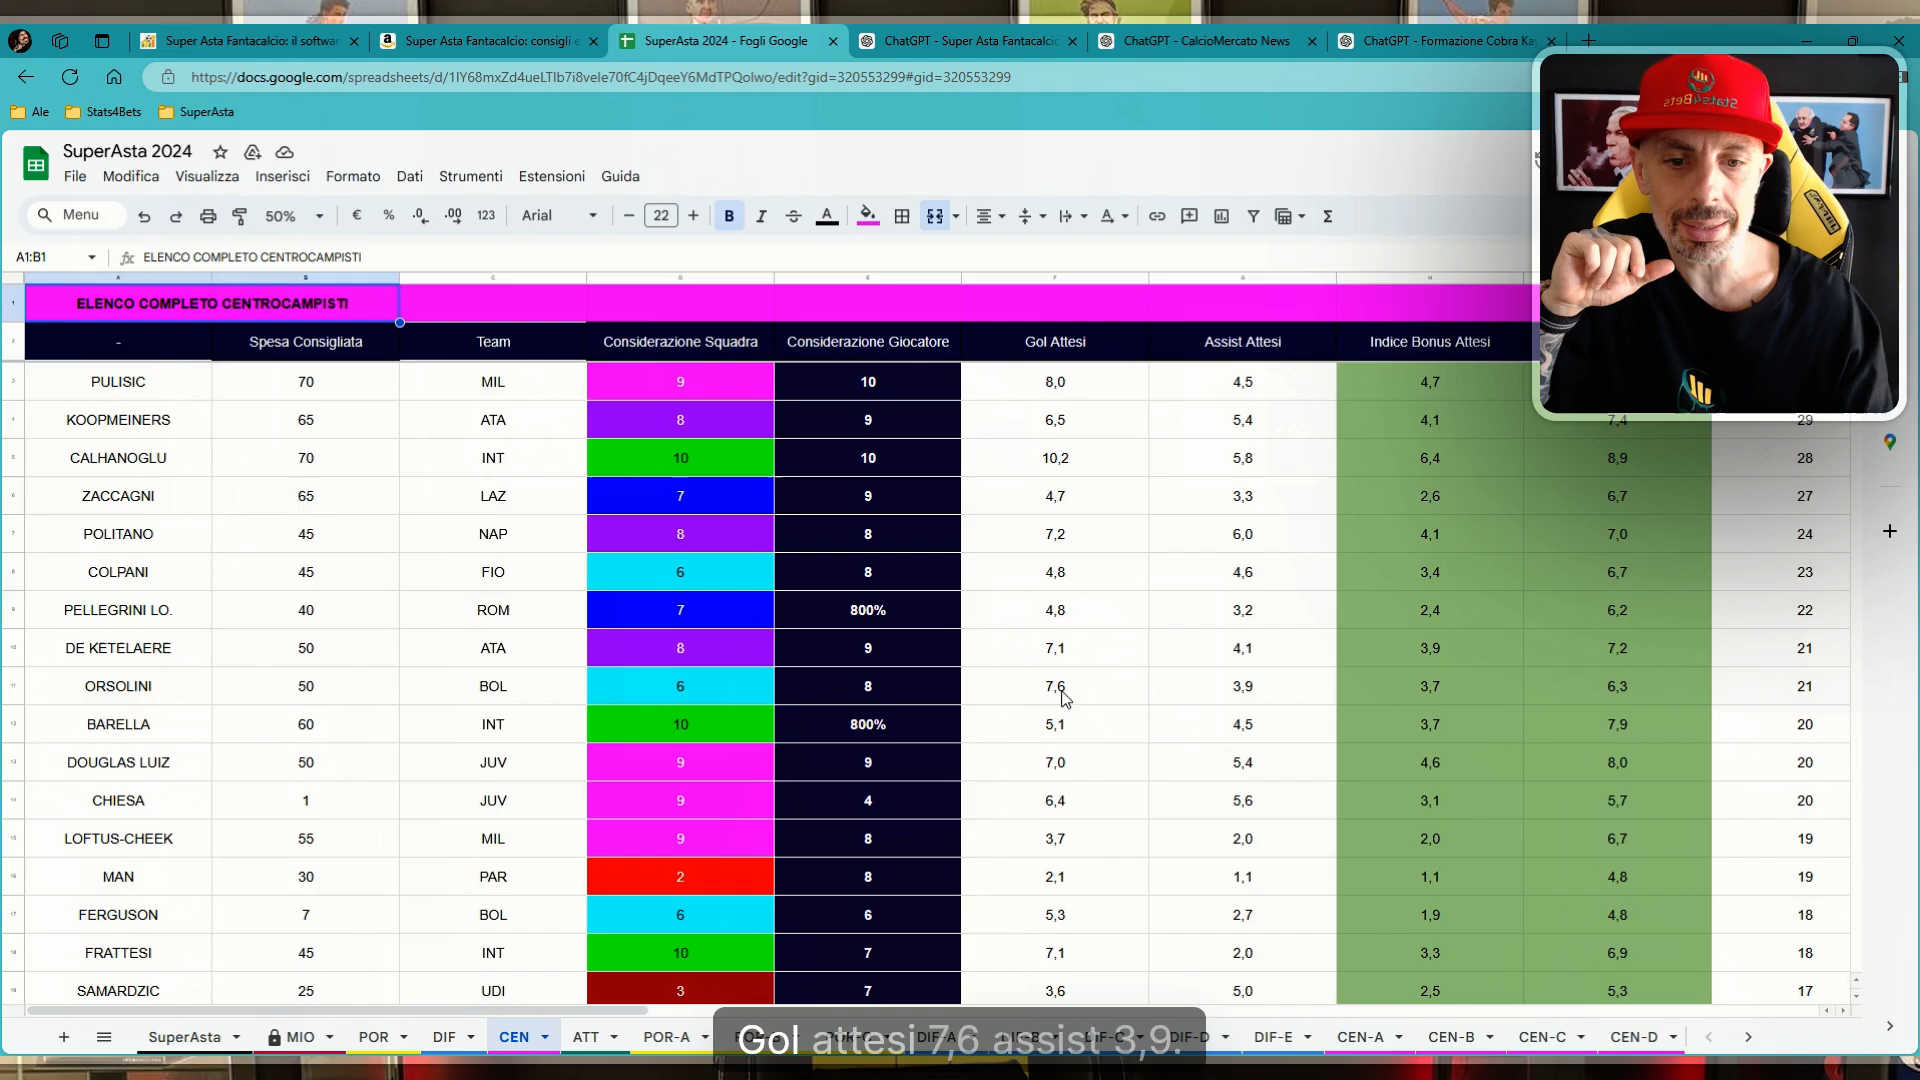 Super Asta Fantacalcio: il softwar
Super Asta Fantacalcio: consigli e
SuperAsta 2024 - Fogli Google
ChatGPT - Super Asta Fantacalcio
ChatGPT - CalcioMercato News
ChatGPT - Formazione Cobra Ka
https://docs.google.com/spreadsheets/d/1IY68mxZd4ueLTIb7i8vele70fC4jDqeeY6MdTPQolwo/edit?gid=320553299#gid=320553299
Ale Stats4Bets SuperAsta
SuperAsta 2024
File Modifica Visualizza Inserisci Formato Dati Strumenti Estensioni Guida
Menu 50% € % .0 .00 123 Arial 22 B I A
A1:B1 fx ELENCO COMPLETO CENTROCAMPISTI
A B C D E F G H
ELENCO COMPLETO CENTROCAMPISTI
- Spesa Consigliata Team Considerazione Squadra Considerazione Giocatore Gol Attesi Assist Attesi Indice Bonus Attesi
PULISIC 70 MIL 9 10 8,0 4,5 4,7
KOOPMEINERS 65 ATA 8 9 6,5 5,4 4,1 7,4 29
CALHANOGLU 70 INT 10 10 10,2 5,8 6,4 8,9 28
ZACCAGNI 65 LAZ 7 9 4,7 3,3 2,6 6,7 27
POLITANO 45 NAP 8 8 7,2 6,0 4,1 7,0 24
COLPANI 45 FIO 6 8 4,8 4,6 3,4 6,7 23
PELLEGRINI LO. 40 ROM 7 800% 4,8 3,2 2,4 6,2 22
DE KETELAERE 50 ATA 8 9 7,1 4,1 3,9 7,2 21
ORSOLINI 50 BOL 6 8 7,6 3,9 3,7 6,3 21
BARELLA 60 INT 10 800% 5,1 4,5 3,7 7,9 20
DOUGLAS LUIZ 50 JUV 9 9 7,0 5,4 4,6 8,0 20
CHIESA 1 JUV 9 4 6,4 5,6 3,1 5,7 20
LOFTUS-CHEEK 55 MIL 9 8 3,7 2,0 2,0 6,7 19
MAN 30 PAR 2 8 2,1 1,1 1,1 4,8 19
FERGUSON 7 BOL 6 6 5,3 2,7 1,9 4,8 18
FRATTESI 45 INT 10 7 7,1 2,0 3,3 6,9 18
SAMARDZIC 25 UDI 3 7 3,6 5,0 2,5 5,3 17
SuperAsta MIO POR DIF CEN ATT POR-A DIF-E CEN-A CEN-B CEN-C CEN-D
Gol attesi 7,6 assist 3,9.
Stats4Bets